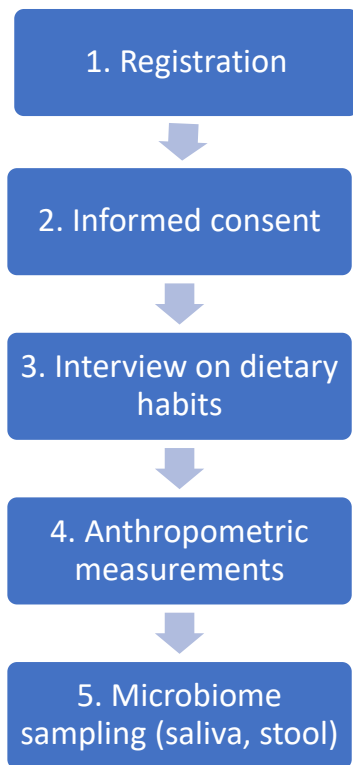 1. Registration
2. Informed consent
3. Interview on dietary
habits
4. Anthropometric
measurements
5. Microbiome
sampling (saliva, stool)